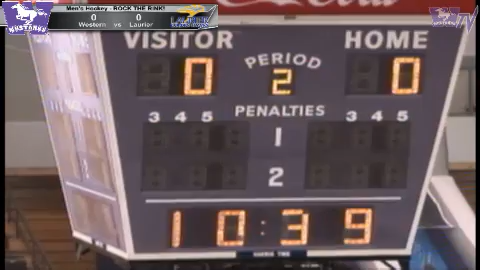 Men's Hockey - ROCK THE RINK!
0 0
Western vs Laurier
MUSTANGS
TV
VISITOR HOME
0 PERIOD 0
2
PENALTIES
3 4 5 3 4 5
1
2
10:39